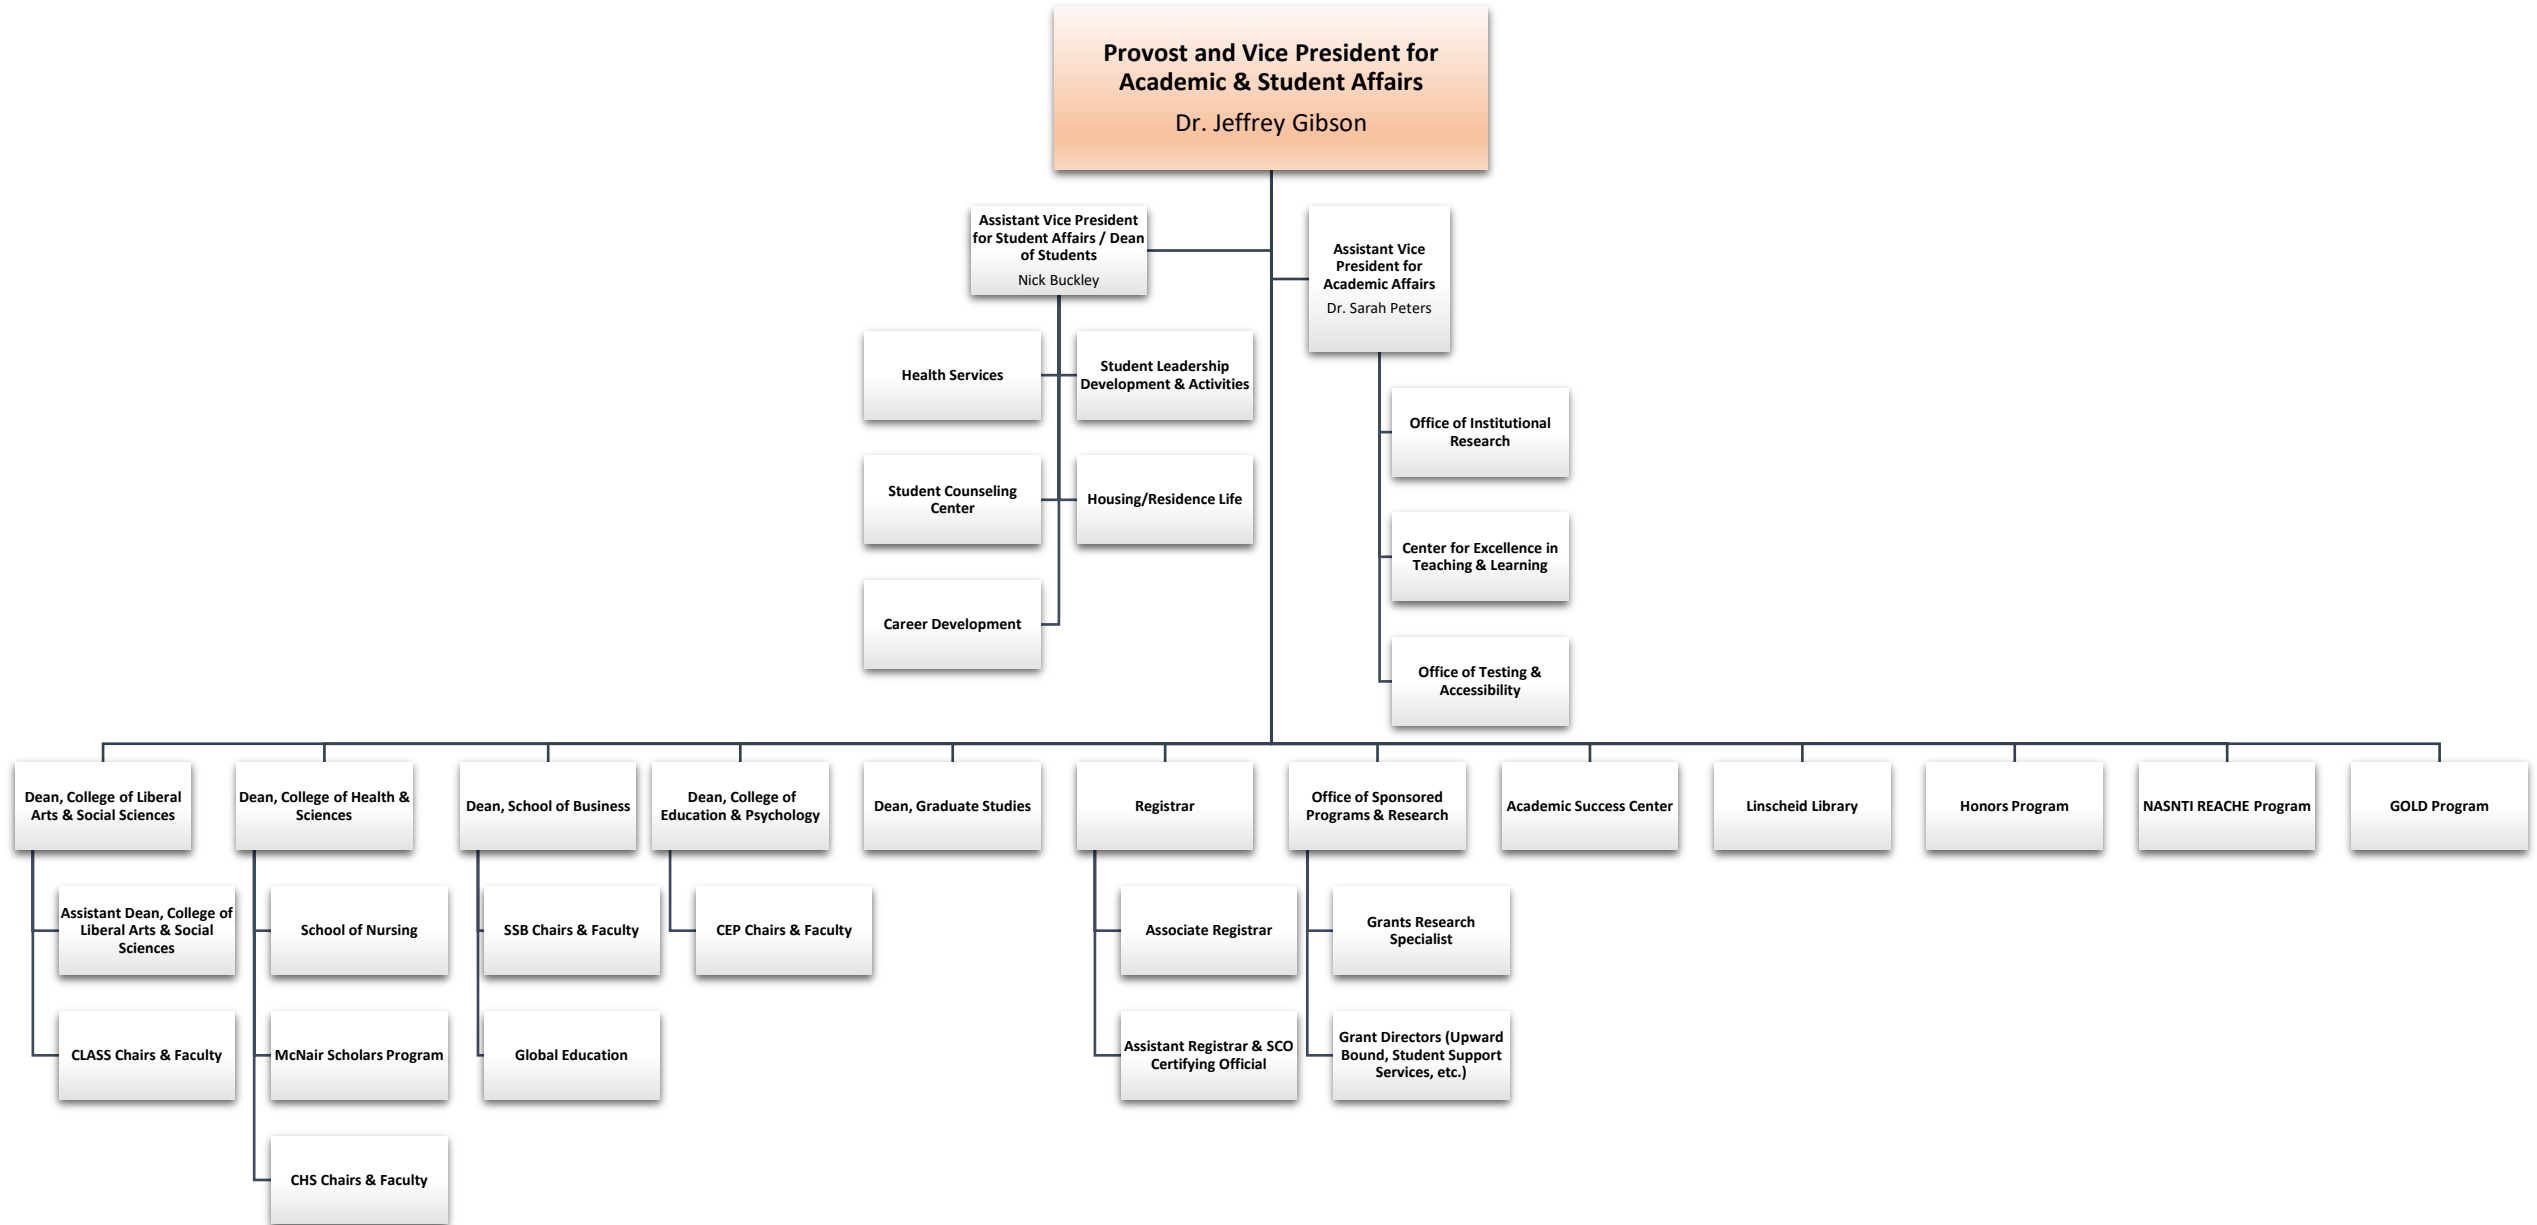 Provost and Vice President for
Academic & Student Affairs
Dr. Jeffrey Gibson
Assistant Vice President
for Student Affairs / Dean
of Students
Nick Buckley
Assistant Vice
President for
Academic Affairs
Dr. Sarah Peters
Health Services
Student Leadership
Development & Activities
Student Counseling
Center
Housing/Residence Life
Career Development
Office of Institutional
Research
Center for Excellence in
Teaching & Learning
Office of Testing &
Accessibility
Dean, College of Liberal
Arts & Social Sciences
Dean, College of Health &
Sciences
Dean, School of Business
Dean, College of
Education & Psychology
Dean, Graduate Studies
Registrar
Office of Sponsored
Programs & Research
Academic Success Center
Linscheid Library
Honors Program
NASNTI REACHE Program
GOLD Program
Assistant Dean, College of
Liberal Arts & Social
Sciences
School of Nursing
SSB Chairs & Faculty
CEP Chairs & Faculty
Associate Registrar
Grants Research
Specialist
CLASS Chairs & Faculty
McNair Scholars Program
Global Education
Assistant Registrar & SCO
Certifying Official
Grant Directors (Upward
Bound, Student Support
Services, etc.)
CHS Chairs & Faculty